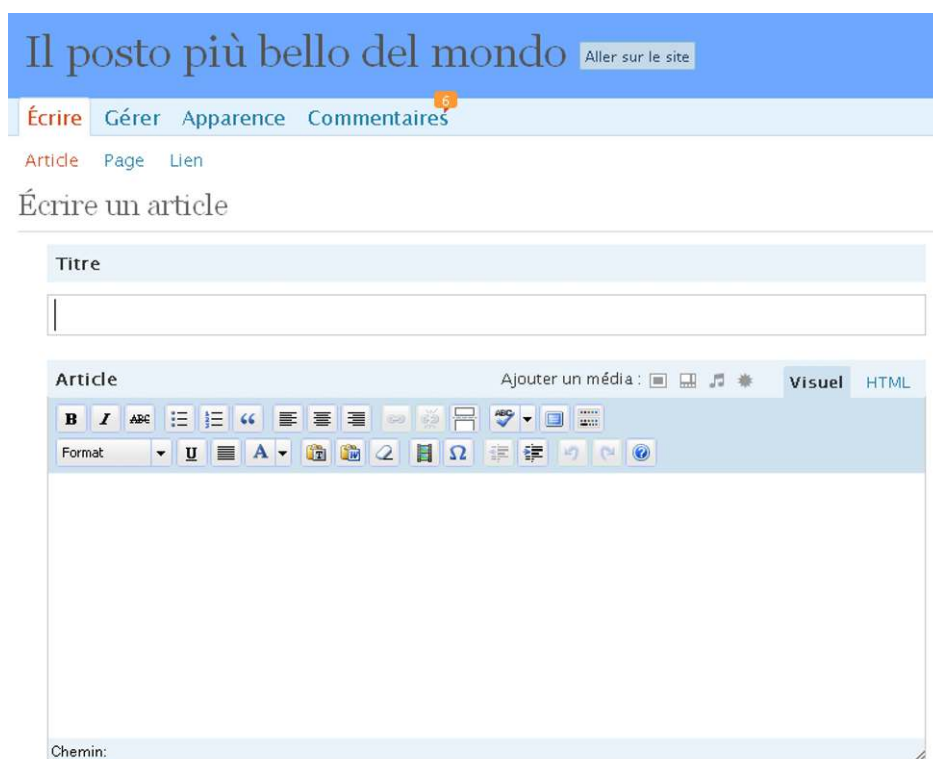 Il posto più bello del mondo Aller sur le site
Écrire Gérer Apparence Commentaires 6
Article Page Lien
Écrire un article
Titre
Article Ajouter un média : Visuel HTML
B I ABC ABC
Format U A T W Ω
Chemin: